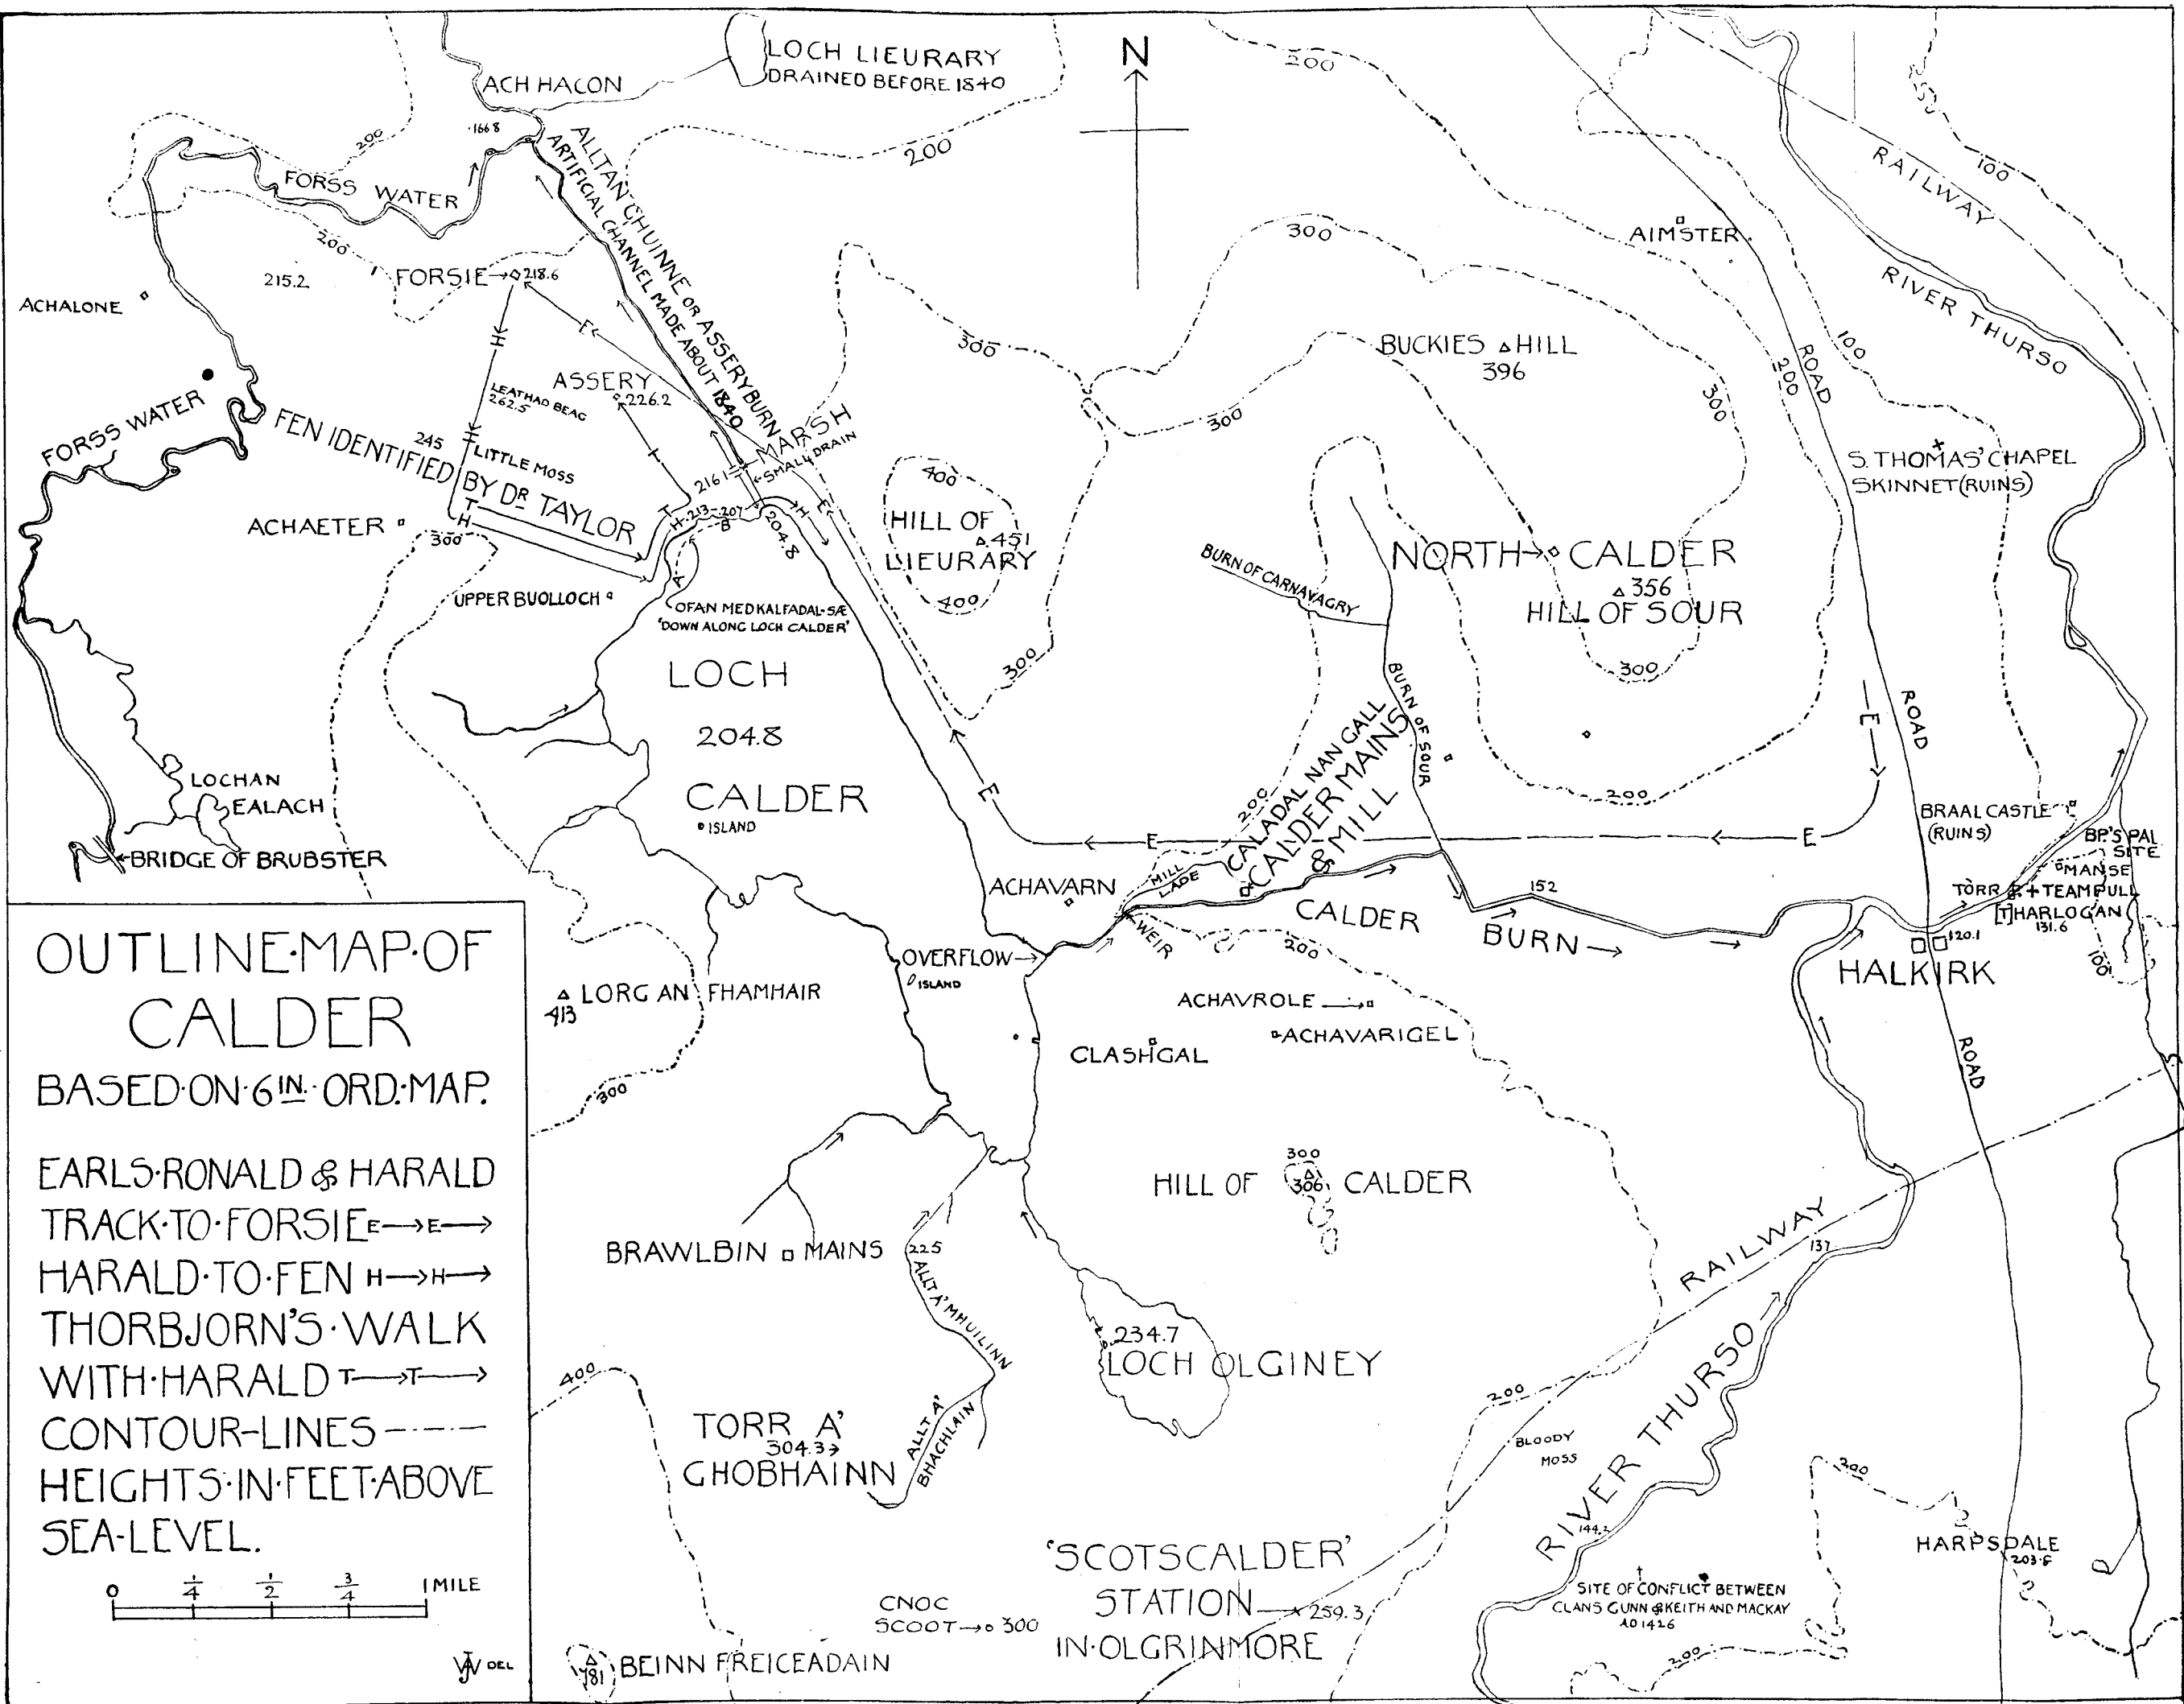 LOCH LIEURARY
DRAINED BEFORE 1840
ACH HACON
N
200
250
200
·1668
200
ALLTAN GHUINNE OR ASSERY BURN
ARTIFICIAL CHANNEL MADE ABOUT 1840
200
RAILWAY
100
FORSS WATER
AIMSTER
300
200
215.2
FORSIE
218.6
RIVER THURSO
ACHALONE
H
E
300
BUCKIES HILL
396
100
ROAD
200
ASSERY
226.2
LEATHAD BEAG
262.5
300
300
FORSS WATER
FEN IDENTIFIED BY DR TAYLOR
245
H
LITTLE MOSS
T
MARSH
SMALL DRAIN
216.1
400
S. THOMAS' CHAPEL
SKINNET (RUINS)
ACHAETER
T
H
300
T
H
213
207
B
204.8
H
E
HILL OF
451
LIEURARY
400
NORTH CALDER
356
HILL OF SOUR
300
BURN OF CARNAVAGRY
UPPER BUOLLOCH
A
OFAN MED KALFADAL-SÆ
'DOWN ALONG LOCH CALDER'
300
LOCH
204.8
CALDER
ISLAND
BURN OF SOUR
E
ROAD
LOCHAN
EALACH
BRIDGE OF BRUBSTER
E
200
CALADAL NAN GALL
CALDER MAINS
& MILL
200
E
E
BRAAL CASTLE
(RUINS)
BP'S PAL
SITE
MANSE
TORR
TEAMPULL
[T]HARLOGAN
131.6
ACHAVARN
MILL
LADE
WEIR
152
CALDER
BURN
OVERFLOW
ISLAND
200
120.1
HALKIRK
100
LORG AN FHAMHAIR
413
ACHAVROLE
ACHAVARIGEL
CLASHGAL
ROAD
300
HILL OF
300
306
CALDER
BRAWLBIN MAINS
225
ALLT A' MHUILINN
RAILWAY
137
234.7
LOCH OLGINEY
RIVER THURSO
400
200
TORR A'
304.3
GHOBHAINN
ALLT A'
BHACHLAIN
BLOODY
MOSS
200
144.2
HARPSDALE
203.8
'SCOTSCALDER'
STATION
259.3
IN·OLGRINMORE
CNOC
SCOOT
300
SITE OF CONFLICT BETWEEN
CLANS GUNN & KEITH AND MACKAY
AD 1426
200
781
BEINN FREICEADAIN
OUTLINE·MAP·OF
CALDER
BASED·ON·6IN·ORD:MAP.
EARLS·RONALD & HARALD
TRACK·TO·FORSIE E→E→
HARALD·TO·FEN H→H→
THORBJORN'S·WALK
WITH·HARALD T→T→
CONTOUR-LINES
HEIGHTS·IN·FEET·ABOVE
SEA-LEVEL.
0 1/4 1/2 3/4 1 MILE
DEL